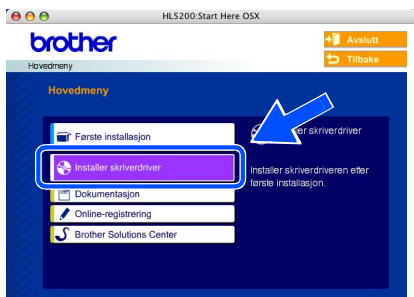 HL5200:Start Here OSX
brother
Avslutt
Tilbake
Hovedmeny
Hovedmeny
Første installasjon
Installer skriverdriver
Dokumentasjon
Online-registrering
Brother Solutions Center
er skriverdriver
Installer skriverdriveren etter
første installasjon.